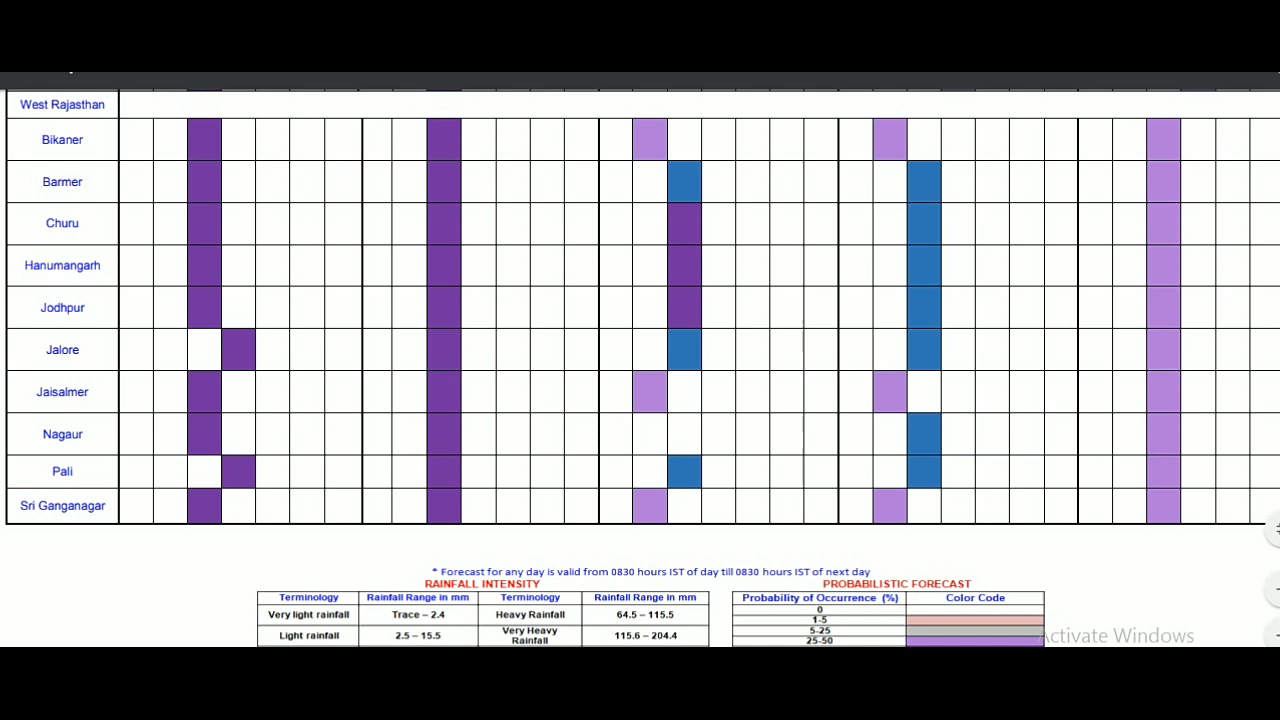 West Rajasthan
Bikaner
Barmer
Churu
Hanumangarh
Jodhpur
Jalore
Jaisalmer
Nagaur
Pali
Sri Ganganagar
* Forecast for any day is valid from 0830 hours IST of day till 0830 hours IST of next day
RAINFALL INTENSITY
Terminology Rainfall Range in mm Terminology Rainfall Range in mm
Very light rainfall Trace – 2.4 Heavy Rainfall 64.5 – 115.5
Light rainfall 2.5 – 15.5 Very Heavy Rainfall 115.6 – 204.4
PROBABILISTIC FORECAST
Probability of Occurrence (%) Color Code
0
1-5
5-25
25-50
Activate Windows